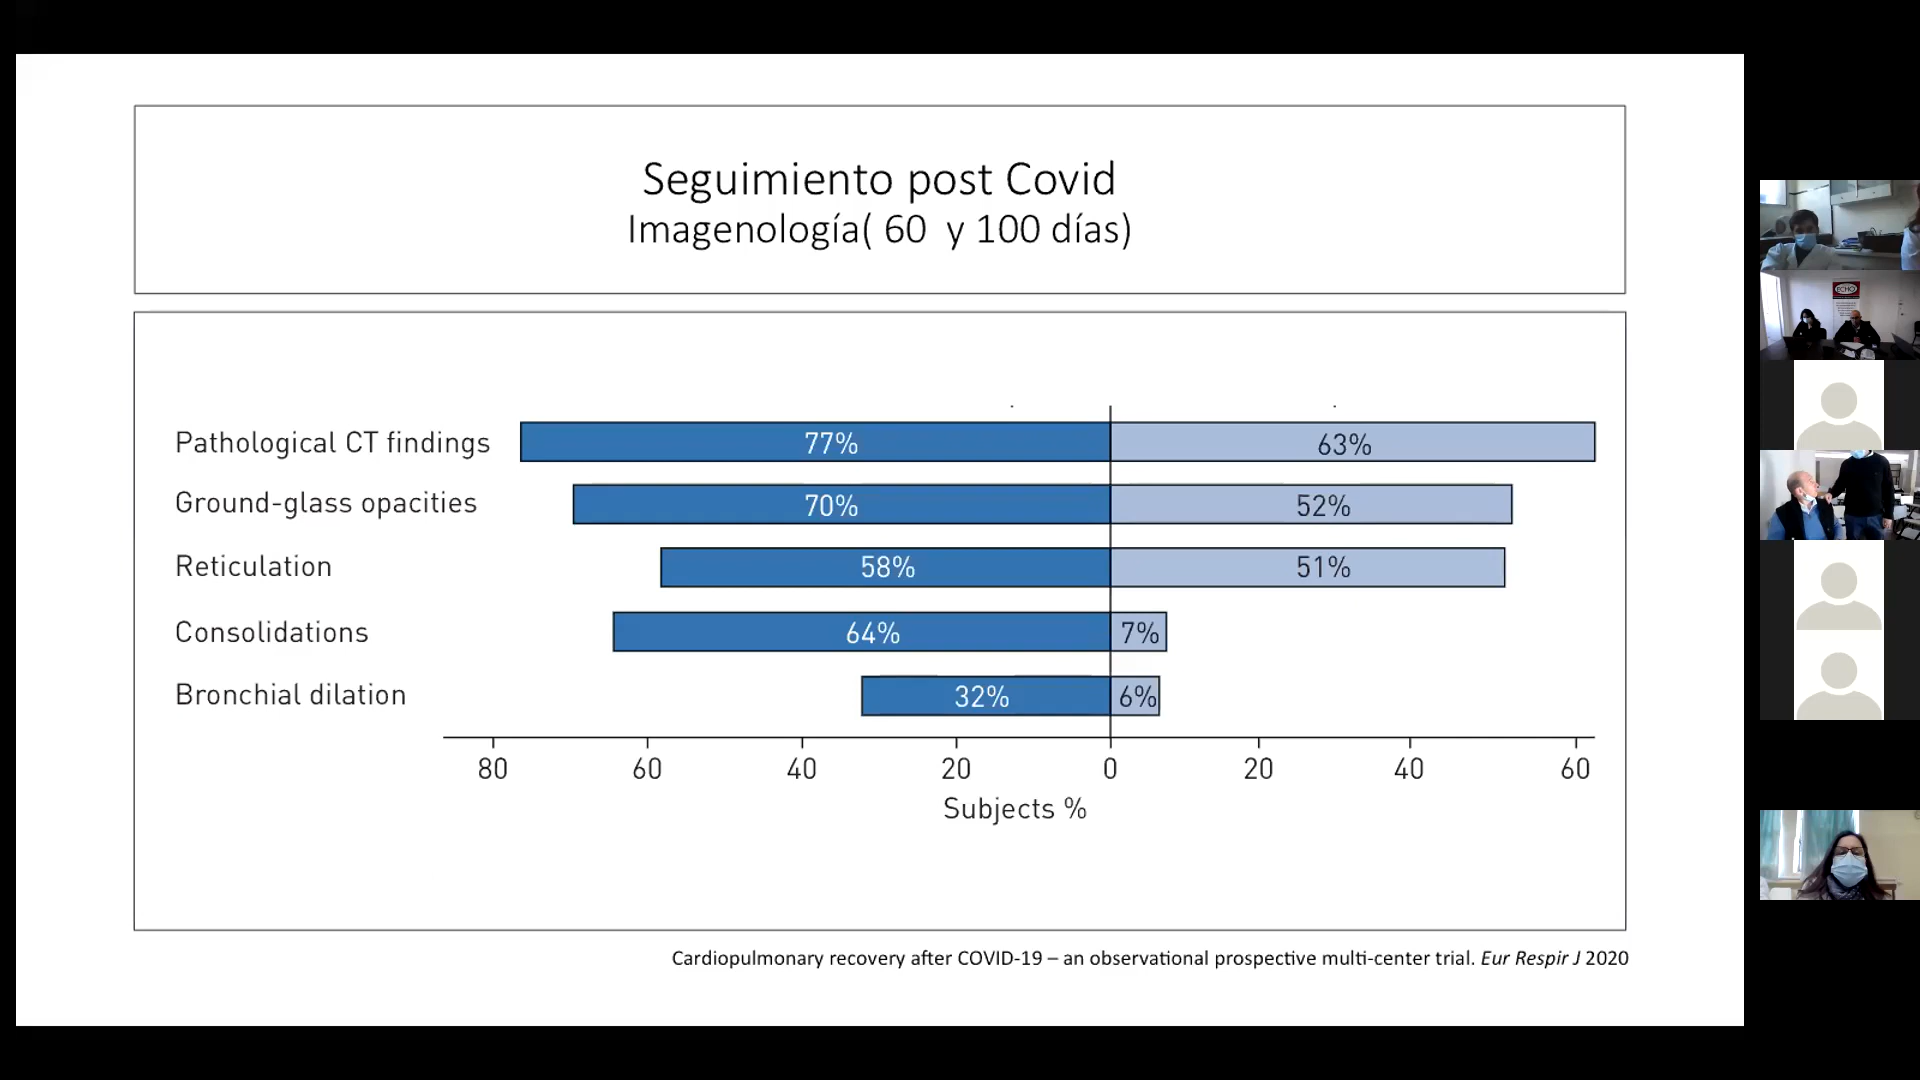 Seguimiento post Covid
Imagenología( 60 y 100 días)
Pathological CT findings 77% 63%
Ground-glass opacities 70% 52%
Reticulation 58% 51%
Consolidations 64% 7%
Bronchial dilation 32% 6%
80 60 40 20 0 20 40 60
Subjects %
Cardiopulmonary recovery after COVID-19 – an observational prospective multi-center trial. Eur Respir J 2020
ECHO